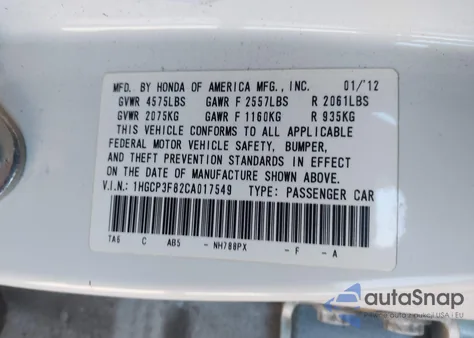 MFD. BY HONDA OF AMERICA MFG., INC. 01/'12
GVWR 4575LBS GAWR F 2557LBS R 2061LBS
GVWR 2075KG GAWR F 1160KG R 935KG
THIS VEHICLE CONFORMS TO ALL APPLICABLE
FEDERAL MOTOR VEHICLE SAFETY, BUMPER,
AND THEFT PREVENTION STANDARDS IN EFFECT
ON THE DATE OF MANUFACTURE SHOWN ABOVE.
V.I.N.: 1HGCP3F82CA017549 TYPE: PASSENGER CAR
TA6 C AB5 - NH788PX - F - A
autoSnap